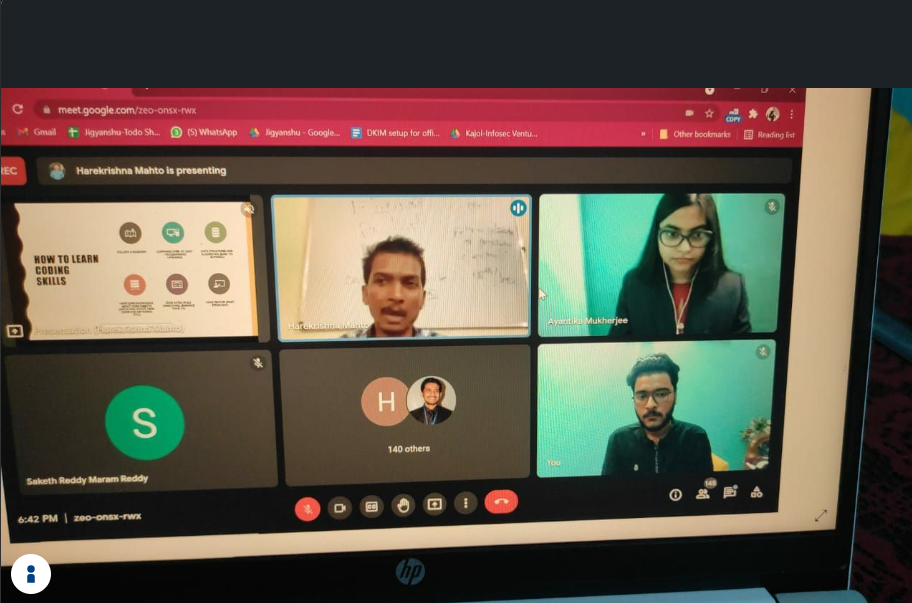 meet.google.com/zeo-onsx-rwx
COPY
Gmail
Jigyanshu-Todo Sh...
(5) WhatsApp
Jigyanshu - Google...
DKIM setup for offi...
Kajol-Infosec Ventu...
»
Other bookmarks
Reading list
REC
Harekrishna Mahto is presenting
HOW TO LEARN
CODING
SKILLS
Presentation (Harekrishna Mahto)
Harekrishna Mahto
Ayantika Mukherjee
S
Saketh Reddy Maram Reddy
H
140 others
You
6:42 PM | zeo-onsx-rwx
hp